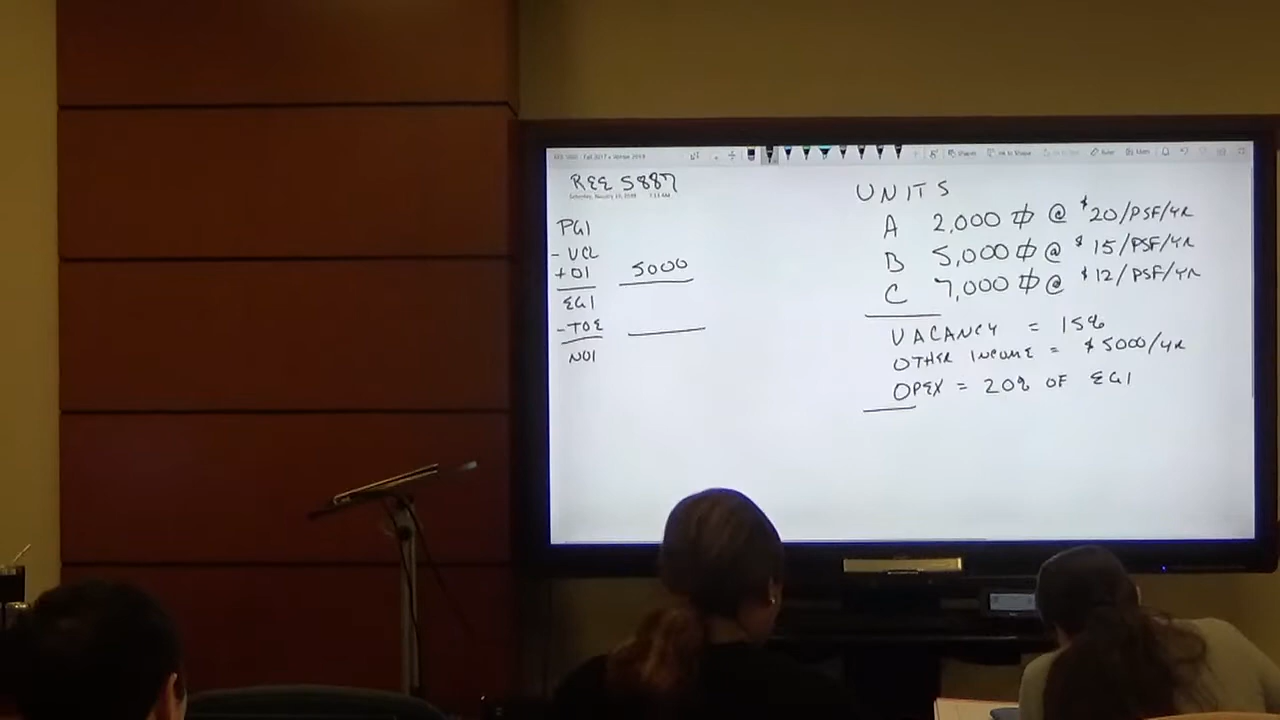 REE 5887
PGI
- VCL
+ OI 5000
EGI
- TOE
NOI
UNITS
A 2,000 ⏍ @ $20/PSF/YR
B 5,000 ⏍ @ $15/PSF/YR
C 7,000 ⏍ @ $12/PSF/YR
VACANCY = 15%
OTHER INCOME = $5000/YR
OPEX = 20% OF EGI